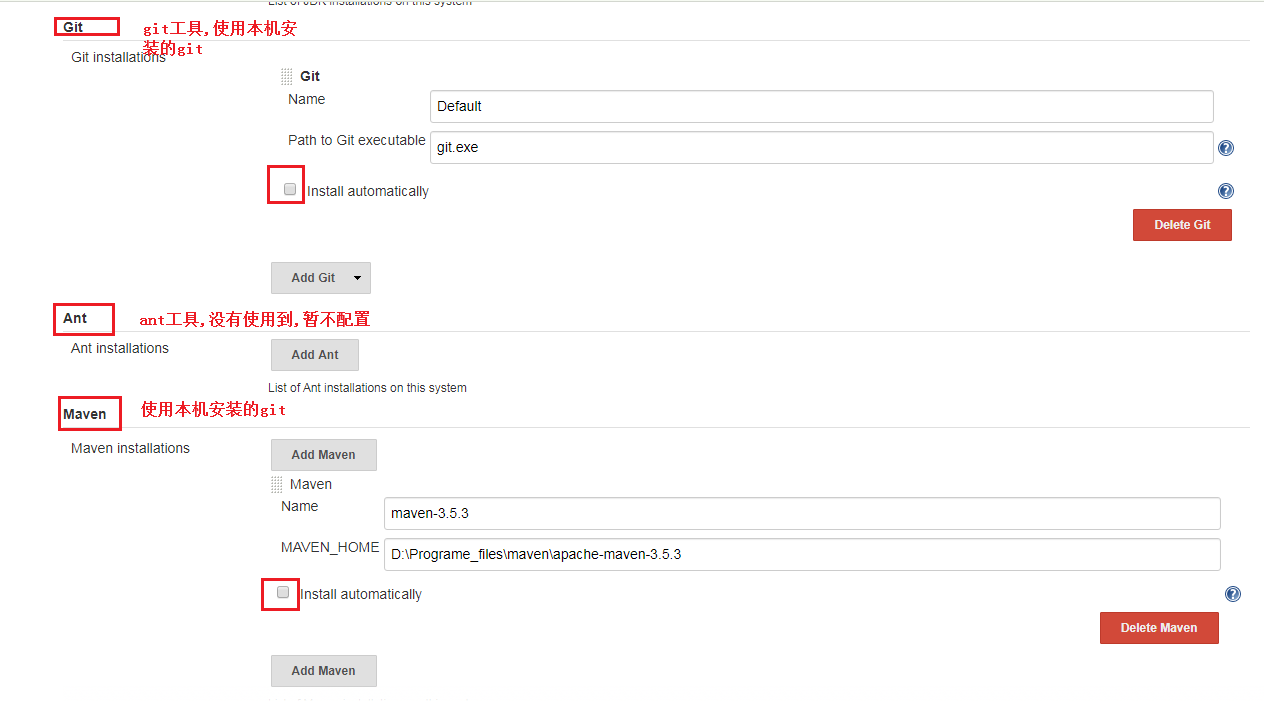 List of JDK installations on this system
Git
git工具,使用本机安
装的git
Git installations
Git
Name
Default
Path to Git executable
git.exe
Install automatically
Delete Git
Add Git
Ant
ant工具,没有使用到,暂不配置
Ant installations
Add Ant
List of Ant installations on this system
Maven
使用本机安装的git
Maven installations
Add Maven
Maven
Name
maven-3.5.3
MAVEN_HOME
D:\Programe_files\maven\apache-maven-3.5.3
Install automatically
Delete Maven
Add Maven